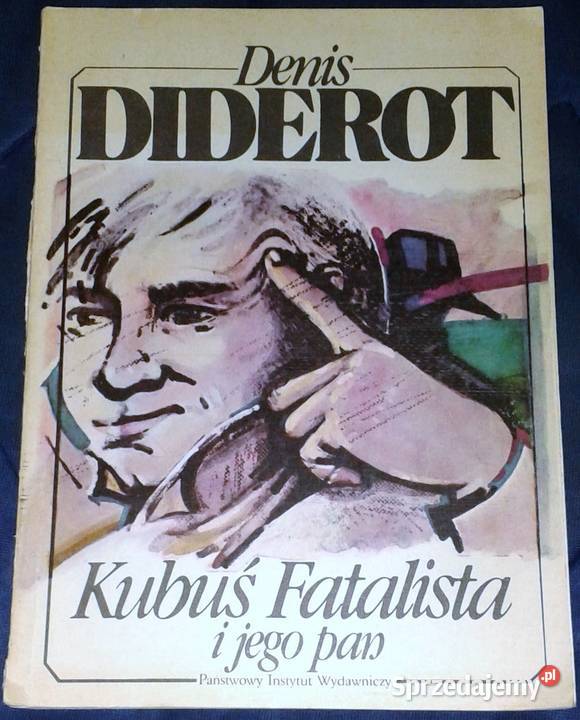 Denis
DIDEROT
Kubuś Fatalista
i jego pan
Państwowy Instytut Wydawniczy
Sprzedajemy.pl